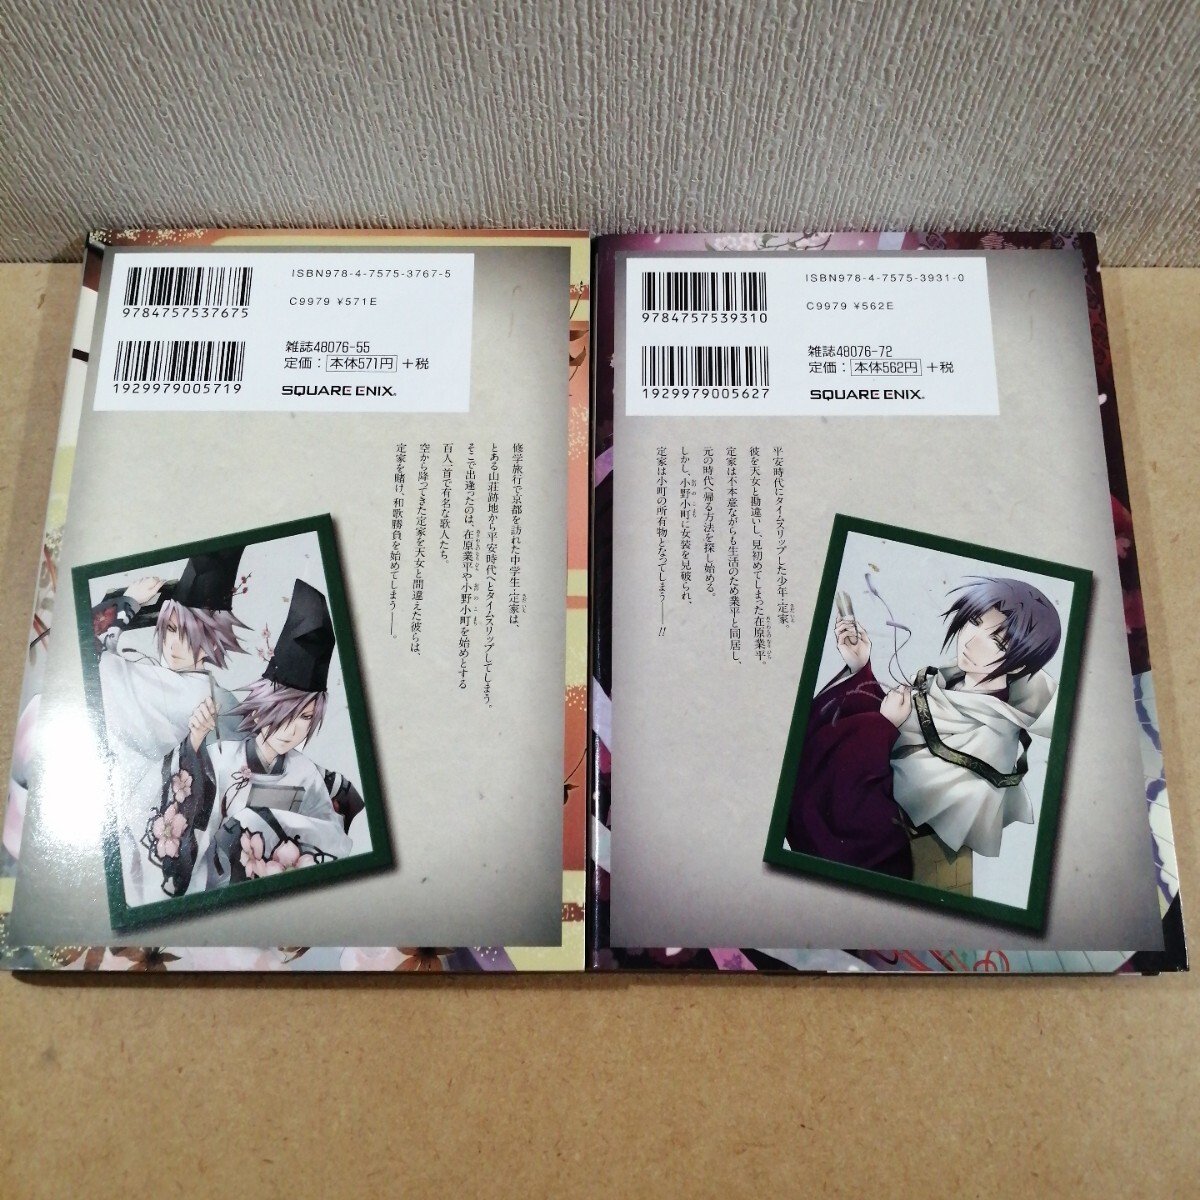 ISBN978-4-7575-3767-5
C9979 ¥571E
9784757537675
雑誌48076-55
定価：本体571円＋税
1929979005719
SQUARE ENIX®
修学旅行で京都を訪れた中学生・定家は、
とある山荘跡地から平安時代へとタイムスリップしてしまう。
そこで出逢ったのは、在原業平や小野小町を始めとする
百人一首で有名な歌人たち。
空から降ってきた定家を天女と間違えた彼らは、
定家を賭け、和歌勝負を始めてしまう――。
ISBN978-4-7575-3931-0
C9979 ¥562E
9784757539310
雑誌48076-72
定価：本体562円＋税
1929979005627
SQUARE ENIX®
平安時代にタイムスリップした少年・定家。
彼を天女と勘違いし、見初めてしまった在原業平。
定家は不本意ながらも生活のため業平と同居し、
元の時代へ帰る方法を探し始める。
しかし、小野小町に女装を見破られ、
定家は小町の所有物となってしまう――!!